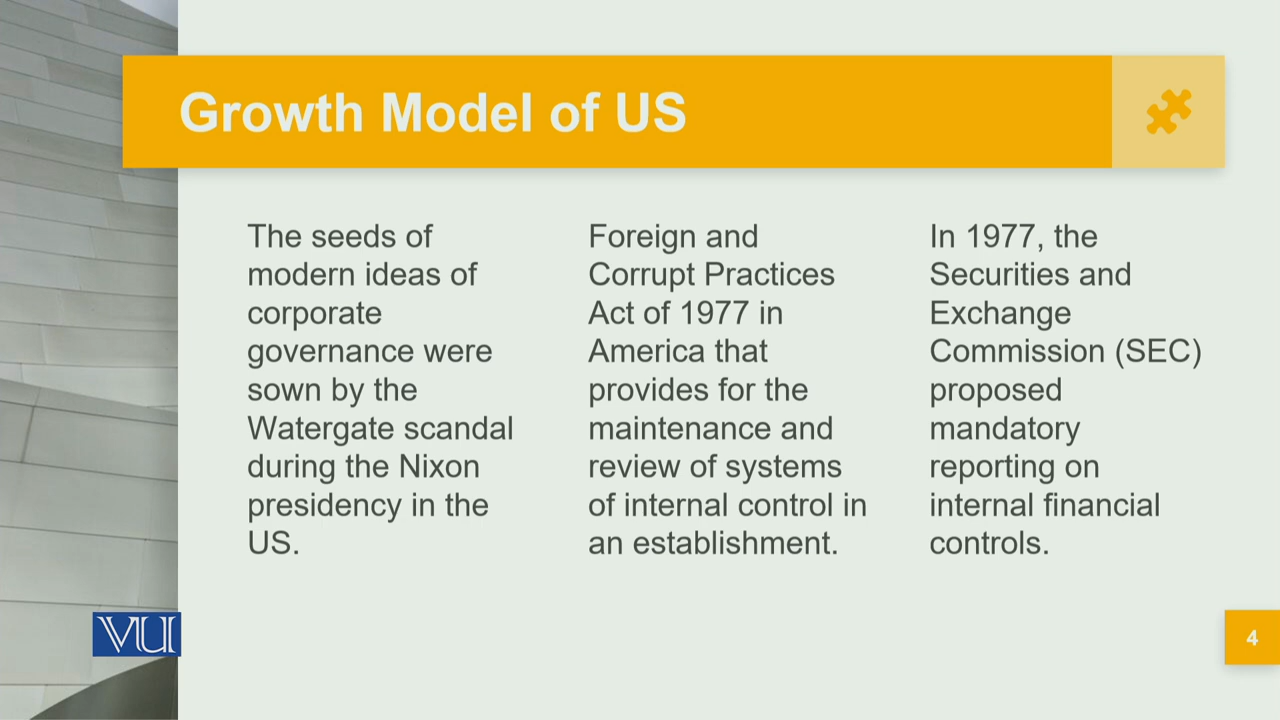 Growth Model of US
The seeds of
modern ideas of
corporate
governance were
sown by the
Watergate scandal
during the Nixon
presidency in the
US.
Foreign and
Corrupt Practices
Act of 1977 in
America that
provides for the
maintenance and
review of systems
of internal control in
an establishment.
In 1977, the
Securities and
Exchange
Commission (SEC)
proposed
mandatory
reporting on
internal financial
controls.
VU
4